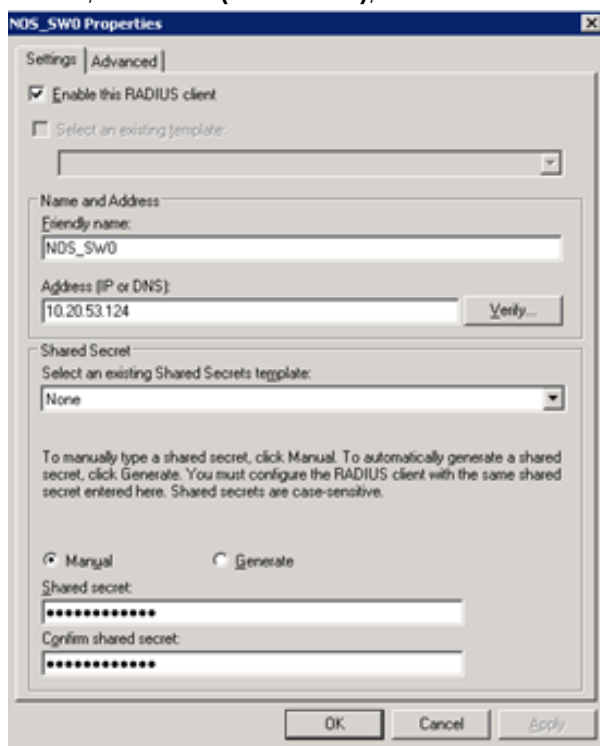 NOS_SW0 Properties
Settings
Advanced
Enable this RADIUS client
Select an existing template:
Name and Address
Friendly name:
NOS_SW0
Address (IP or DNS):
10.20.53.124
Verify...
Shared Secret
Select an existing Shared Secrets template:
None
To manually type a shared secret, click Manual. To automatically generate a shared
secret, click Generate. You must configure the RADIUS client with the same shared
secret entered here. Shared secrets are case-sensitive.
Manual
Generate
Shared secret:
••••••••••••
Confirm shared secret:
••••••••••••
OK
Cancel
Apply